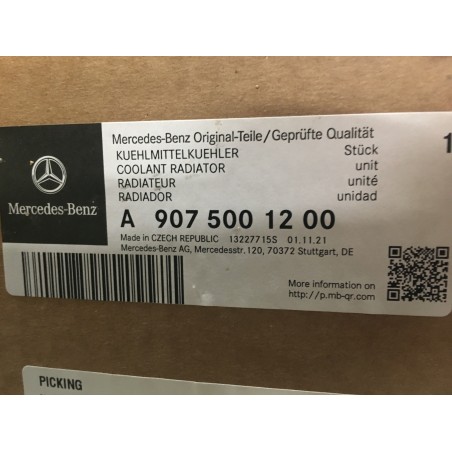 Mercedes-Benz
Mercedes-Benz Original-Teile/Geprüfte Qualität 1
KUEHLMITTELKUEHLER Stück
COOLANT RADIATOR unit
RADIATEUR unité
RADIADOR unidad
A 907 500 12 00
Made in CZECH REPUBLIC 13227715S 01.11.21
Mercedes-Benz AG, Mercedesstr.120, 70372 Stuttgart, DE
More information on
http://p.mb-qr.com
PICKING